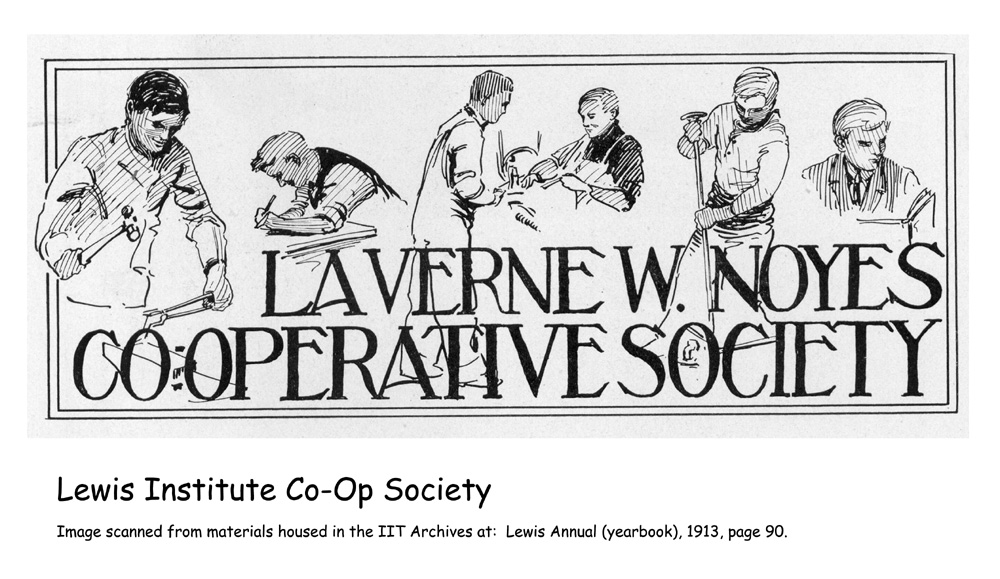 LAVERNE W. NOYES
CO-OPERATIVE SOCIETY
Lewis Institute Co-Op Society
Image scanned from materials housed in the IIT Archives at:  Lewis Annual (yearbook), 1913, page 90.